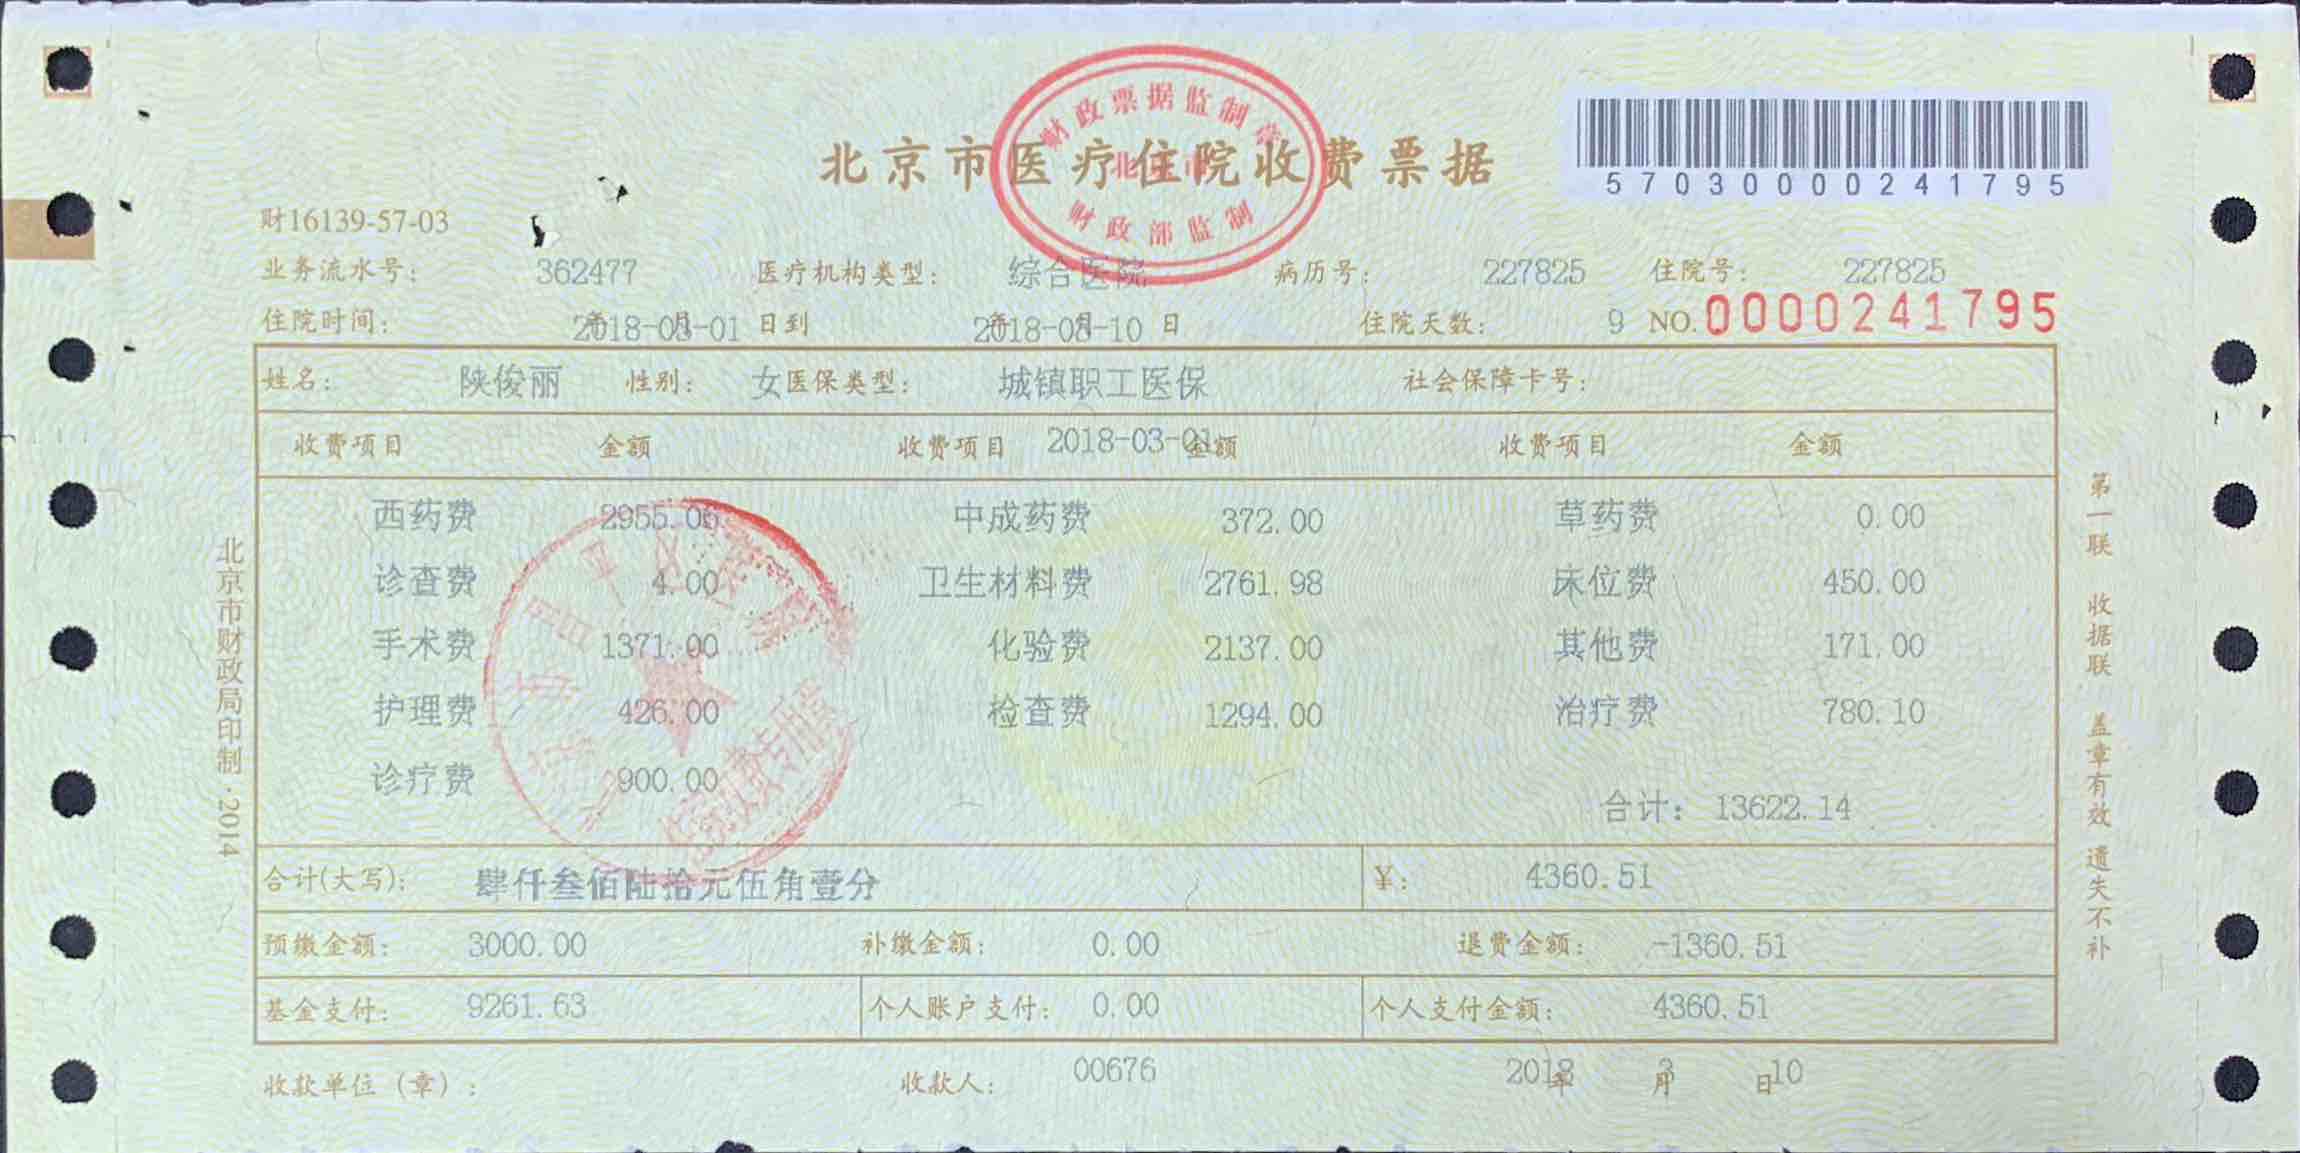 财政票据监制章
北京市
财政部监制
北京市医疗住院收费票据
57030000241795
财16139-57-03
业务流水号: 362477 医疗机构类型: 综合医院 病历号: 227825 住院号: 227825
住院时间: 2018-03-01 年 月 日到 2018-03-10 年 月 日 住院天数: 9 NO.0000241795
姓名: 陕俊丽 性别: 女 医保类型: 城镇职工医保 社会保障卡号:
收费项目 金额 收费项目 2018-03-01 金额 收费项目 金额
西药费 2955.06 中成药费 372.00 草药费 0.00
诊查费 4.00 卫生材料费 2761.98 床位费 450.00
手术费 1371.00 化验费 2137.00 其他费 171.00
护理费 426.00 检查费 1294.00 治疗费 780.10
诊疗费 900.00
合计: 13622.14
合计(大写): 肆仟叁佰陆拾元伍角壹分 ¥: 4360.51
预缴金额: 3000.00 补缴金额: 0.00 退费金额: -1360.51
基金支付: 9261.63 个人账户支付: 0.00 个人支付金额: 4360.51
收款单位（章）: 收款人: 00676 2018年 3月 日10
北京市财政局印制·2014
第一联 收据联 盖章有效 遗失不补